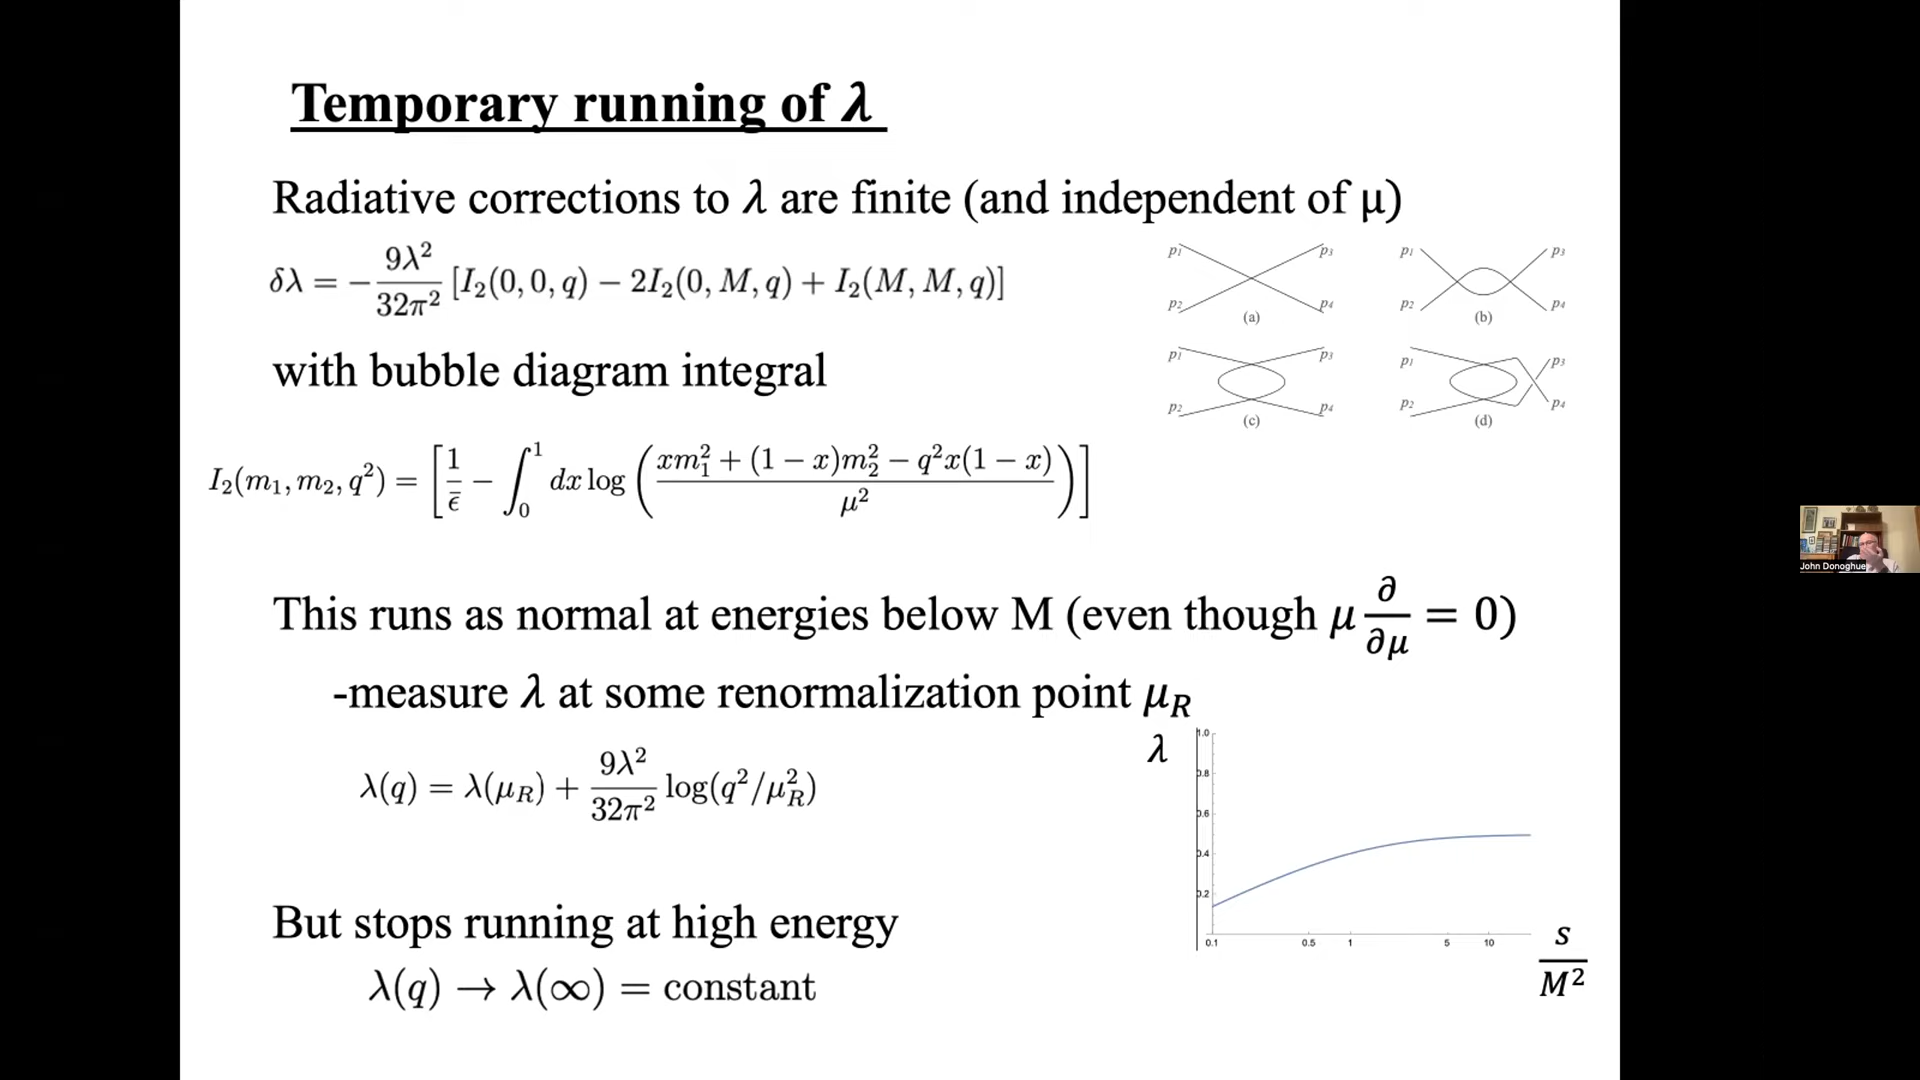 Temporary running of λ
Radiative corrections to λ are finite (and independent of μ)
δλ = −9λ²/32π² [I₂(0, 0, q) − 2I₂(0, M, q) + I₂(M, M, q)]
p1 p3
p2 p4
(a)
p1 p3
p2 p4
(b)
with bubble diagram integral
p1 p3
p2 p4
(c)
p1 p3
p2 p4
(d)
I₂(m₁, m₂, q²) = [1/ε̄ − ∫₀¹ dx log((xm₁² + (1 − x)m₂² − q²x(1 − x))/μ²)]
John Donoghue
This runs as normal at energies below M (even though μ ∂/∂μ = 0)
-measure λ at some renormalization point μ_R
λ(q) = λ(μ_R) + 9λ²/32π² log(q²/μ_R²)
λ
1.0
0.8
0.6
0.4
0.2
0.1 0.5 1 5 10
s/M²
But stops running at high energy
λ(q) → λ(∞) = constant